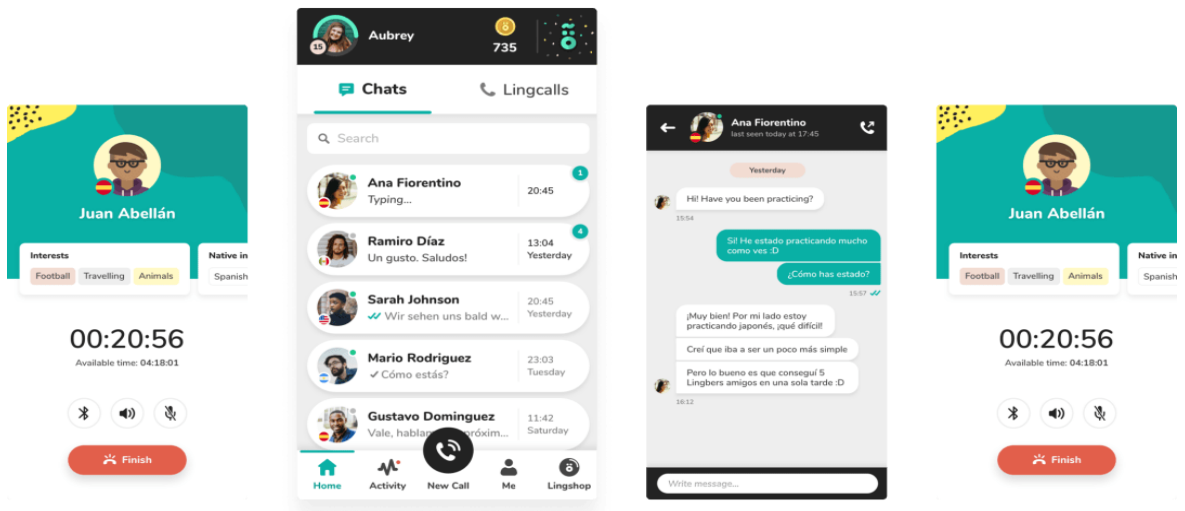 Juan Abellán
Interests
Football Travelling Animals
Native in
Spanish
00:20:56
Available time: 04:18:01
Finish
15
Aubrey
735
Chats
Lingcalls
Search
Ana Fiorentino
Typing...
20:45
1
Ramiro Díaz
Un gusto. Saludos!
13:04
Yesterday
4
Sarah Johnson
Wir sehen uns bald w...
20:45
Yesterday
Mario Rodriguez
Cómo estás?
23:03
Tuesday
Gustavo Dominguez
Vale, hablam próxim...
11:42
Saturday
Home
Activity
New Call
Me
Lingshop
Ana Fiorentino
last seen today at 17:45
Yesterday
Hi! Have you been practicing?
15:54
Si! He estado practicando mucho
como ves :D
¿Cómo has estado?
15:57
¡Muy bien! Por mi lado estoy
practicando japonés, ¡qué difícil!
Creí que iba a ser un poco más simple
Pero lo bueno es que conseguí 5
Lingbers amigos en una sola tarde :D
16:12
Write message...
Juan Abellán
Interests
Football Travelling Animals
Native in
Spanish
00:20:56
Available time: 04:18:01
Finish